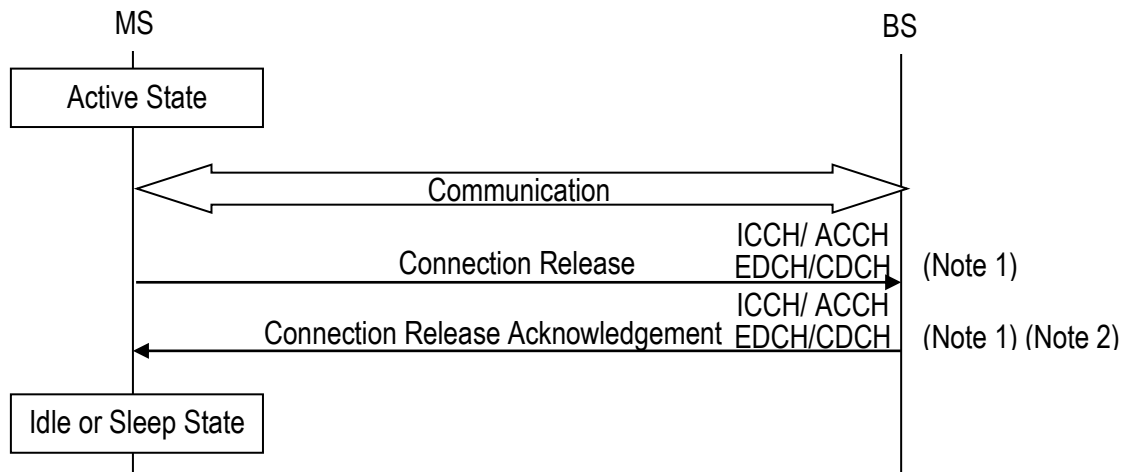 MS
BS
Active State
Communication
ICCH/ ACCH
Connection Release
EDCH/CDCH
(Note 1)
ICCH/ ACCH
Connection Release Acknowledgement
EDCH/CDCH
(Note 1) (Note 2)
Idle or Sleep State